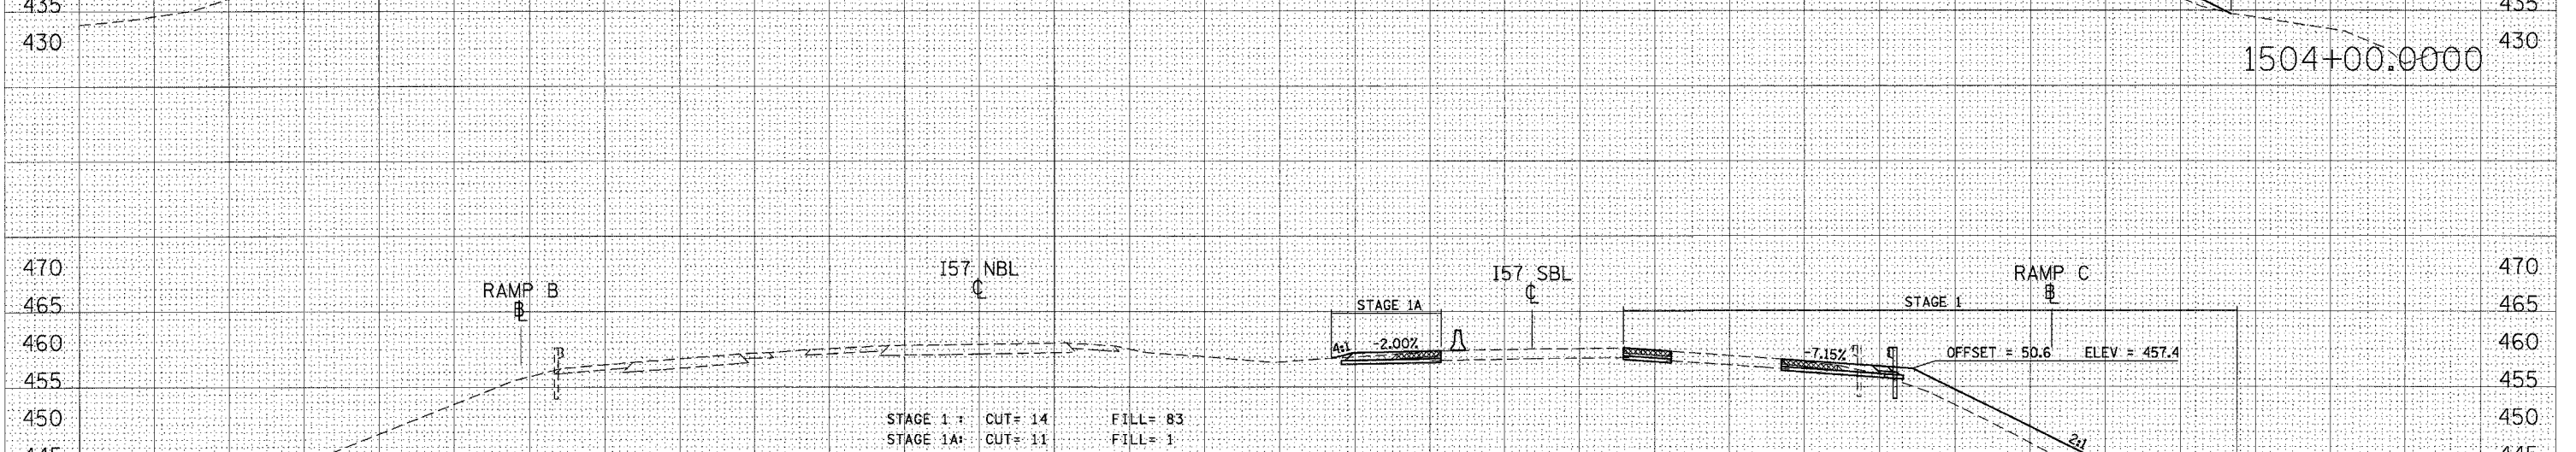 435 435
430 430
1504+00.0000
470 470
I57 NBL I57 SBL RAMP C
RAMP B
465 STAGE 1A STAGE 1 465
460 460
4:1 -2.00% -7.15% OFFSET = 50.6 ELEV = 457.4
455 455
450 450
STAGE 1 : CUT= 14 FILL= 83
STAGE 1A: CUT= 11 FILL= 1
2:1
445 445